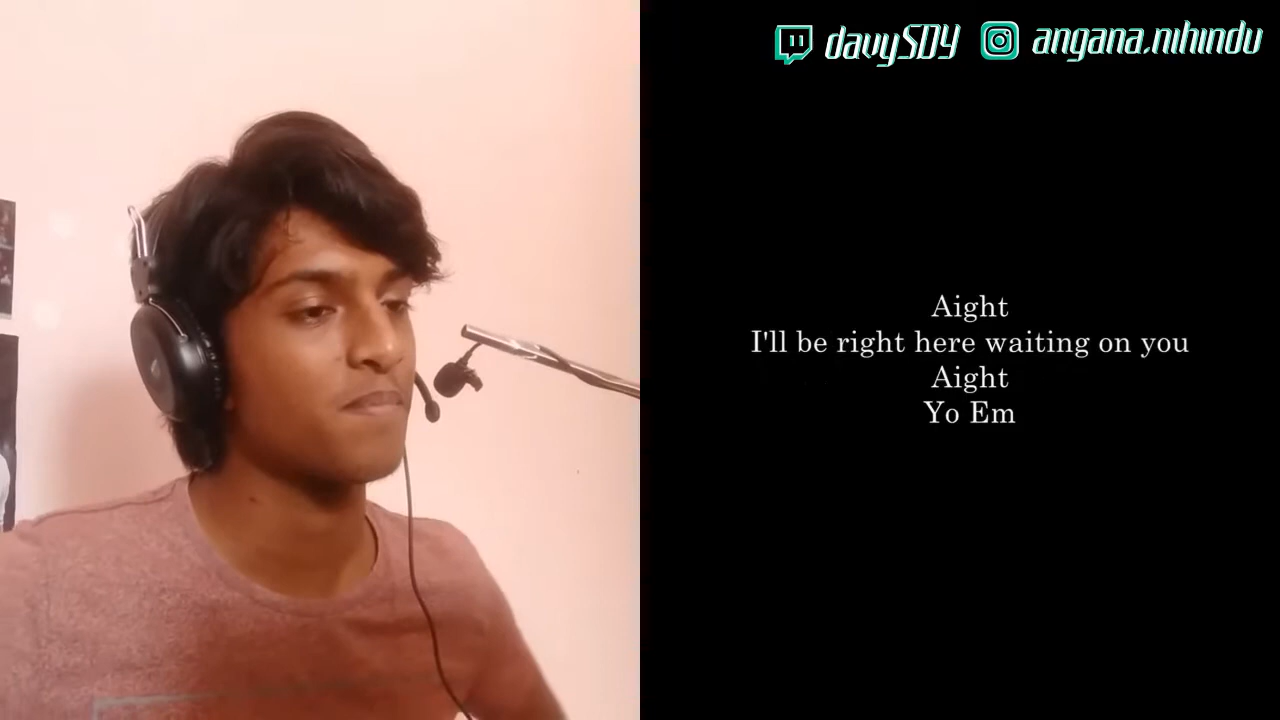 davySDY angana.nihindu
Aight
I'll be right here waiting on you
Aight
Yo Em